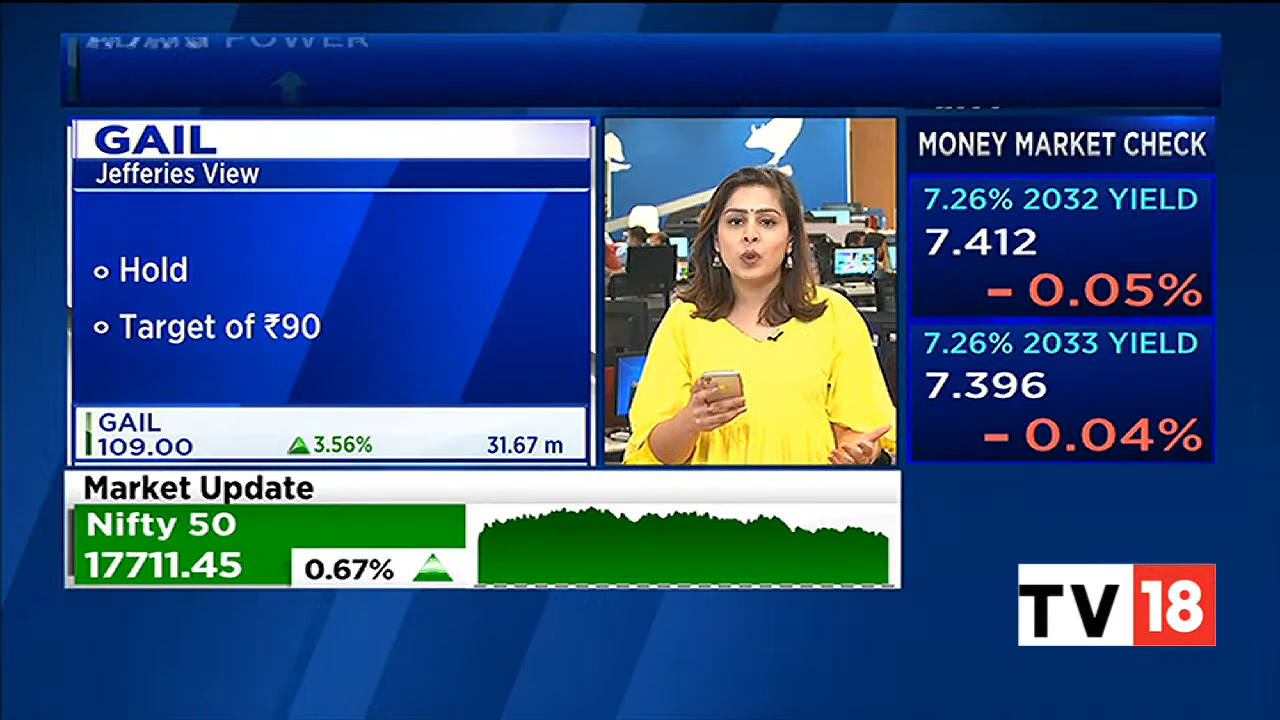 POWER
GAIL
Jefferies View
Hold
Target of ₹90
GAIL
109.00 3.56% 31.67 m
MONEY MARKET CHECK
7.26% 2032 YIELD
7.412
- 0.05%
7.26% 2033 YIELD
7.396
- 0.04%
Market Update
Nifty 50
17711.45 0.67%
TV18